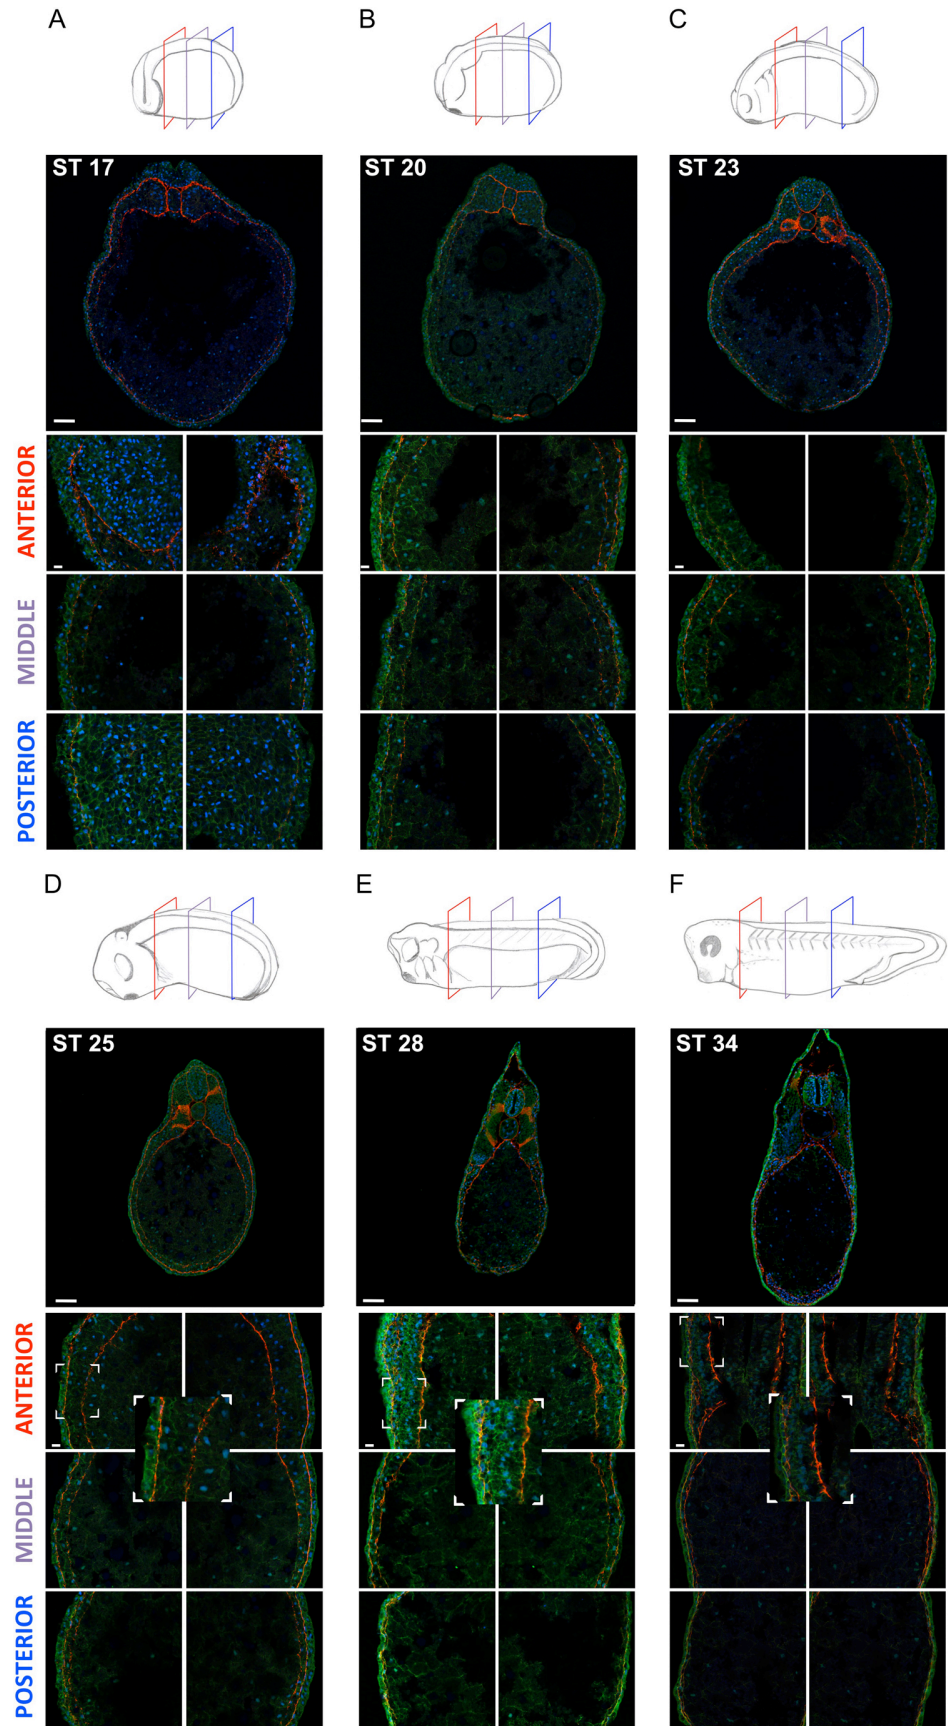 A
B
C
ST 17
ST 20
ST 23
ANTERIOR
MIDDLE
POSTERIOR
D
E
F
ST 25
ST 28
ST 34
ANTERIOR
MIDDLE
POSTERIOR